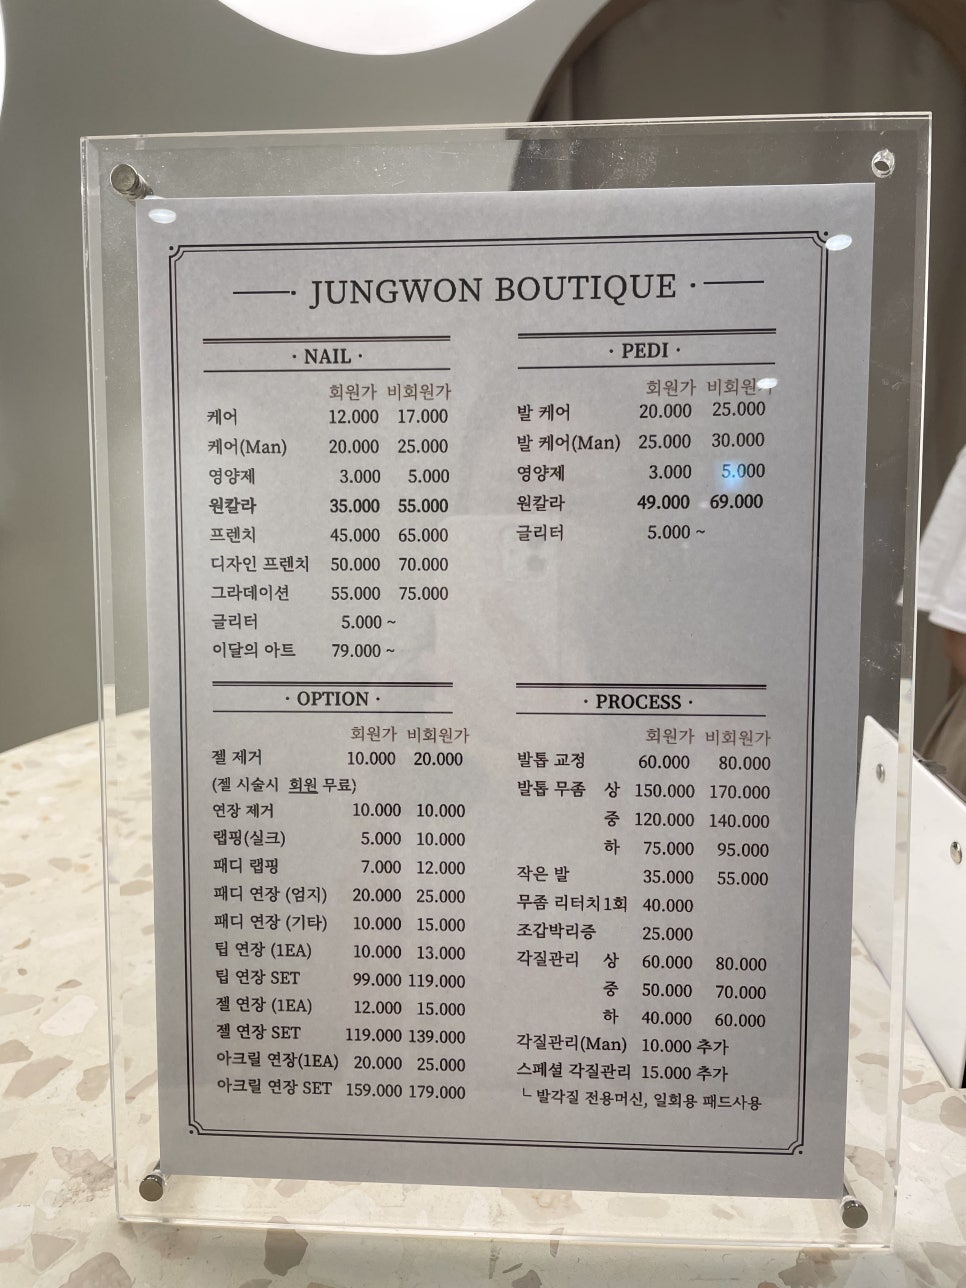 JUNGWON BOUTIQUE
· NAIL ·
회원가 비회원가
케어 12.000 17.000
케어(Man) 20.000 25.000
영양제 3.000 5.000
원칼라 35.000 55.000
프렌치 45.000 65.000
디자인 프렌치 50.000 70.000
그라데이션 55.000 75.000
글리터 5.000 ~
이달의 아트 79.000 ~
· PEDI ·
회원가 비회원가
발 케어 20.000 25.000
발 케어(Man) 25.000 30.000
영양제 3.000 5.000
원칼라 49.000 69.000
글리터 5.000 ~
· OPTION ·
회원가 비회원가
젤 제거 10.000 20.000
(젤 시술시 회원 무료)
연장 제거 10.000 10.000
랩핑(실크) 5.000 10.000
패디 랩핑 7.000 12.000
패디 연장 (엄지) 20.000 25.000
패디 연장 (기타) 10.000 15.000
팁 연장 (1EA) 10.000 13.000
팁 연장 SET 99.000 119.000
젤 연장 (1EA) 12.000 15.000
젤 연장 SET 119.000 139.000
아크릴 연장(1EA) 20.000 25.000
아크릴 연장 SET 159.000 179.000
· PROCESS ·
회원가 비회원가
발톱 교정 60.000 80.000
발톱 무좀 상 150.000 170.000
중 120.000 140.000
하 75.000 95.000
작은 발 35.000 55.000
무좀 리터치1회 40.000
조갑박리증 25.000
각질관리 상 60.000 80.000
중 50.000 70.000
하 40.000 60.000
각질관리(Man) 10.000 추가
스페셜 각질관리 15.000 추가
└ 발각질 전용머신, 일회용 패드사용